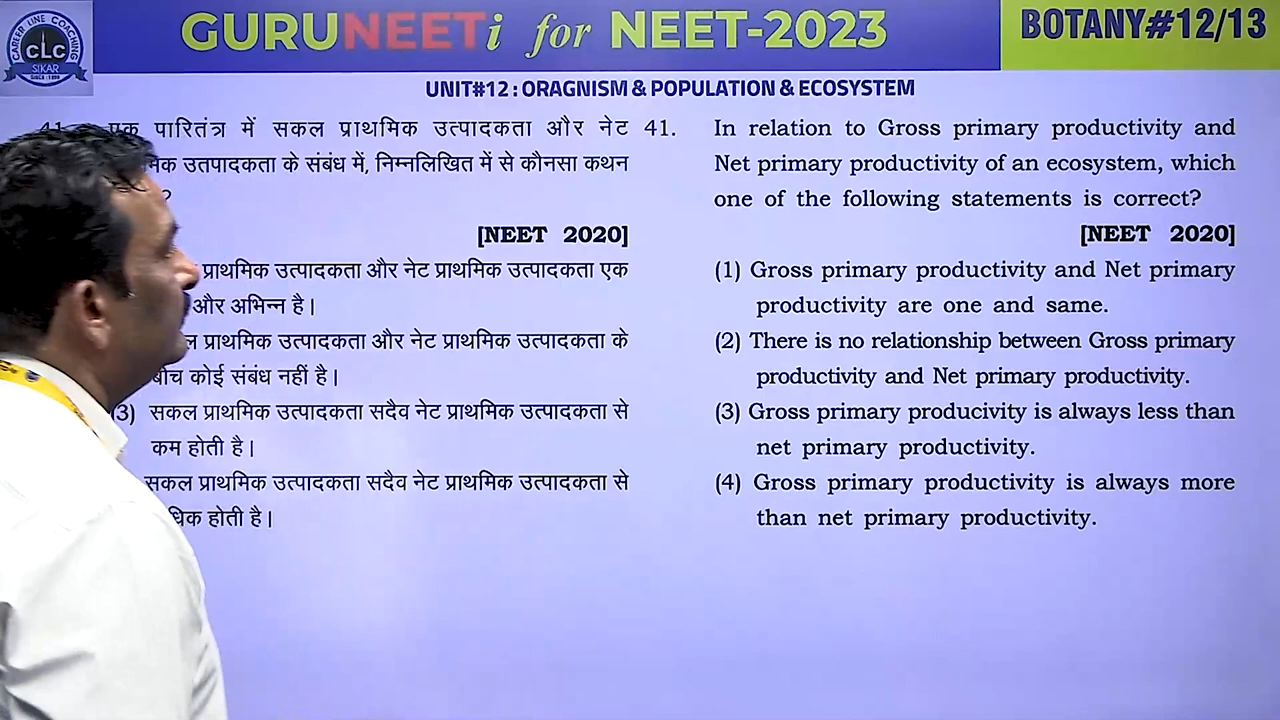 GURUNEETi for NEET-2023
BOTANY#12/13
CAREER LINE COACHING
CLC
SIKAR
UNIT#12 : ORAGNISM & POPULATION & ECOSYSTEM
41. एक पारितंत्र में सकल प्राथमिक उत्पादकता और नेट
उतपादकता के संबंध में, निम्नलिखित में से कौनसा कथन
?
[NEET 2020]
प्राथमिक उत्पादकता और नेट प्राथमिक उत्पादकता एक
और अभिन्न है।
प्राथमिक उत्पादकता और नेट प्राथमिक उत्पादकता के
बीच कोई संबंध नहीं है।
3) सकल प्राथमिक उत्पादकता सदैव नेट प्राथमिक उत्पादकता से
कम होती है।
सकल प्राथमिक उत्पादकता सदैव नेट प्राथमिक उत्पादकता से
होती है।
41. In relation to Gross primary productivity and
Net primary productivity of an ecosystem, which
one of the following statements is correct?
[NEET 2020]
(1) Gross primary productivity and Net primary
productivity are one and same.
(2) There is no relationship between Gross primary
productivity and Net primary productivity.
(3) Gross primary producivity is always less than
net primary productivity.
(4) Gross primary productivity is always more
than net primary productivity.